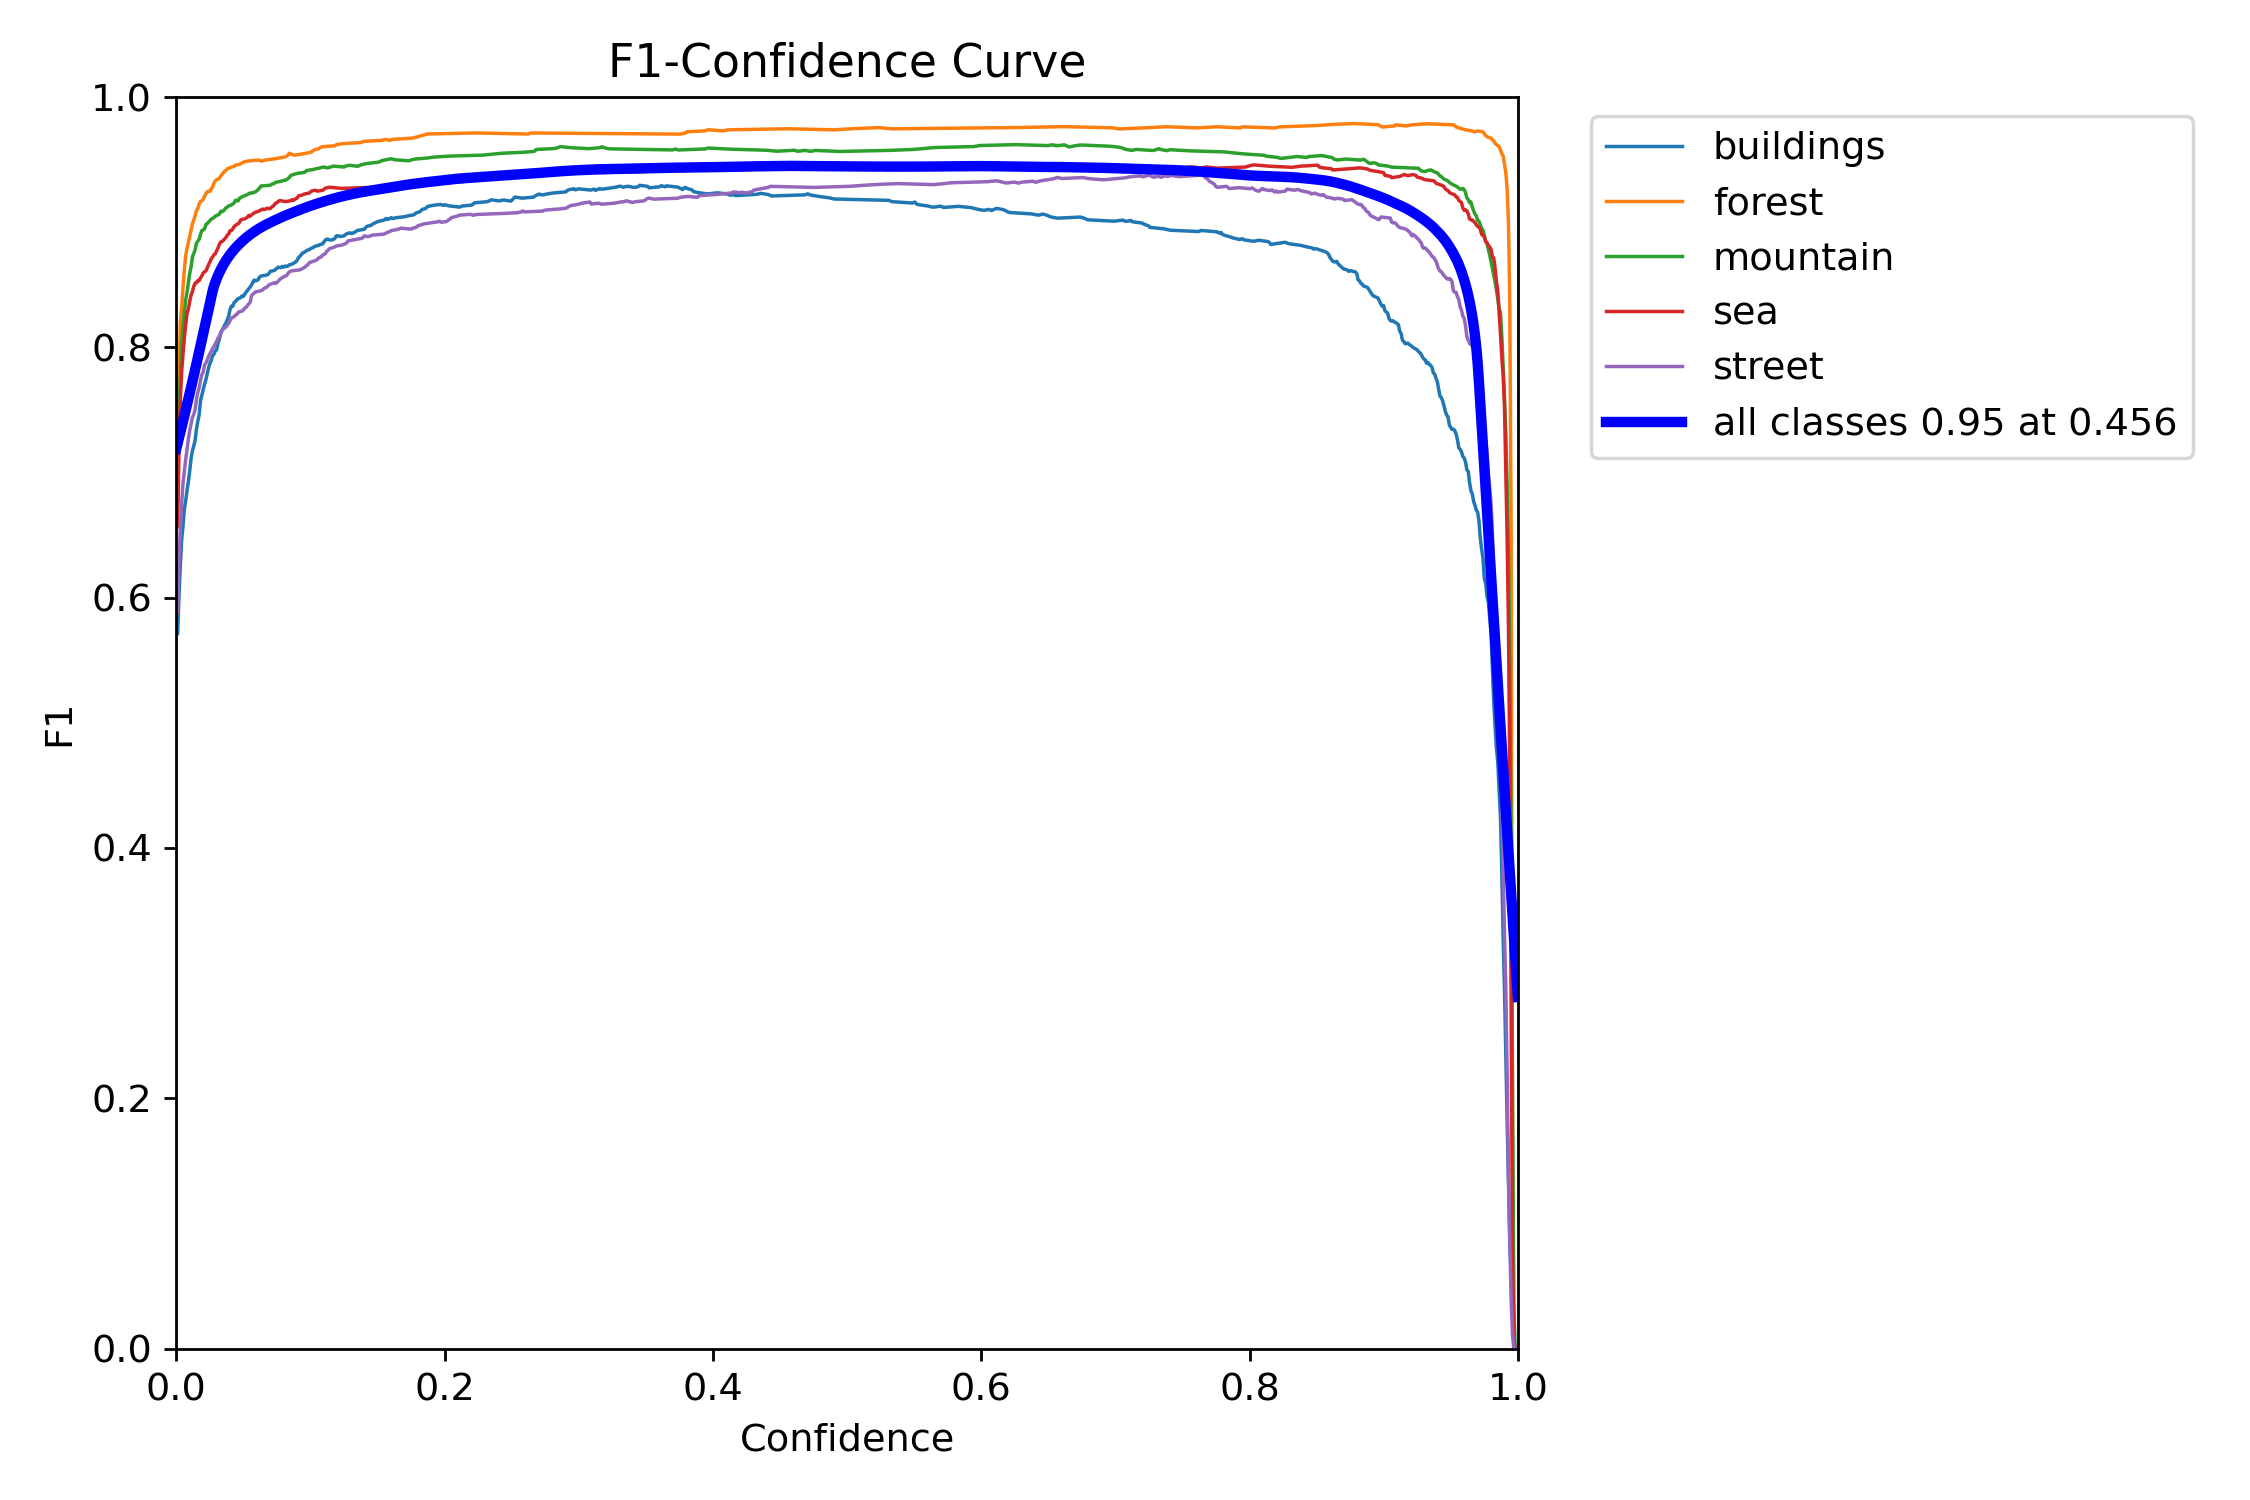 F1-Confidence Curve
1.0
0.8
0.6
0.4
0.2
0.0
F1
0.0 0.2 0.4 0.6 0.8 1.0
Confidence
buildings
forest
mountain
sea
street
all classes 0.95 at 0.456